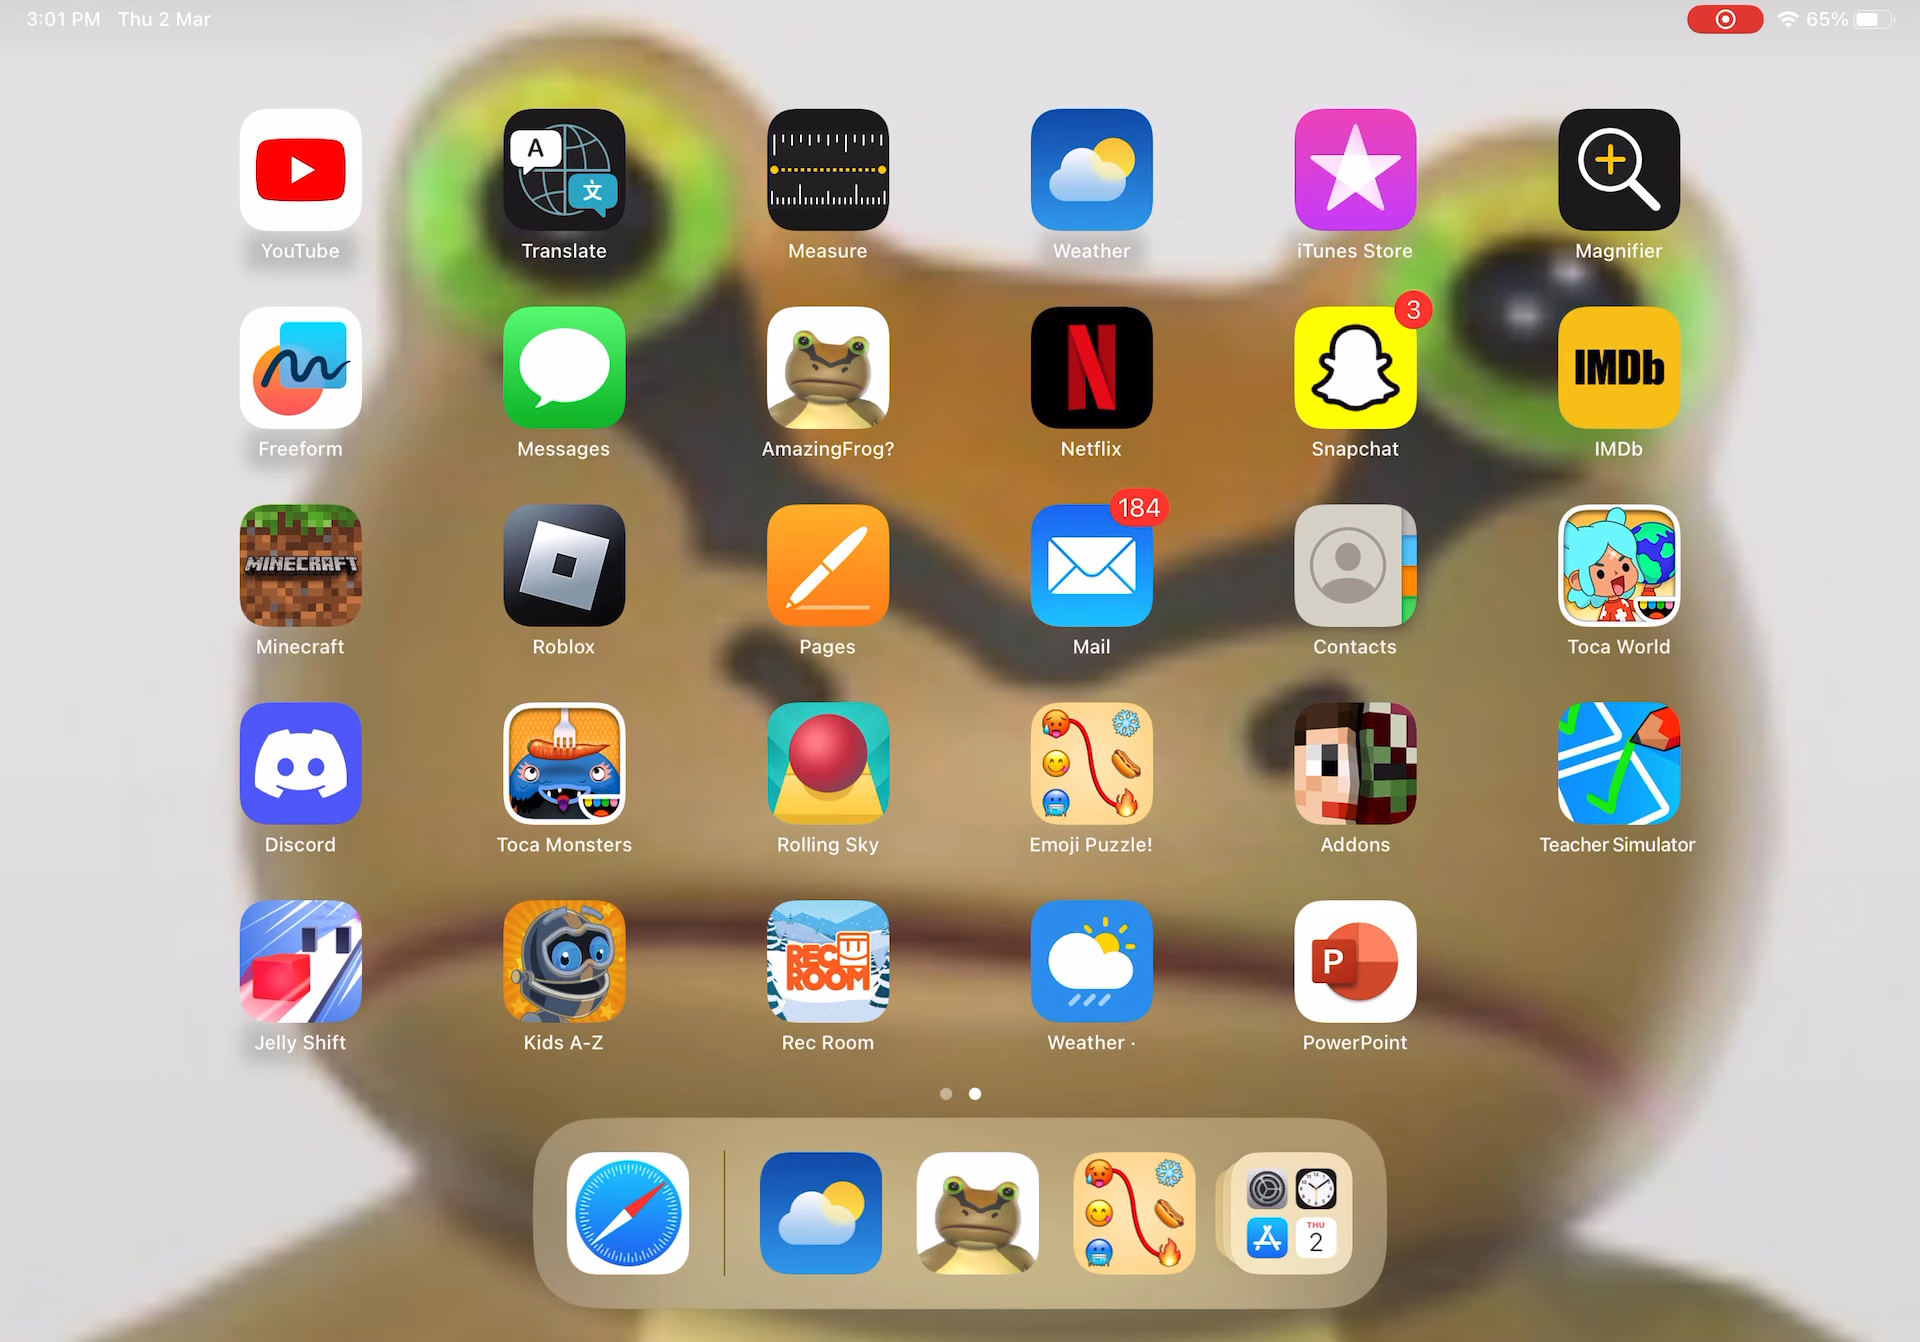 3:01 PM Thu 2 Mar
65%
A
文
YouTube Translate Measure Weather iTunes Store Magnifier
3
N
IMDb
Freeform Messages AmazingFrog? Netflix Snapchat IMDb
184
MINECRAFT
Minecraft Roblox Pages Mail Contacts Toca World
Discord Toca Monsters Rolling Sky Emoji Puzzle! Addons Teacher Simulator
REC
ROOM
P
Jelly Shift Kids A-Z Rec Room Weather · PowerPoint
THU
2